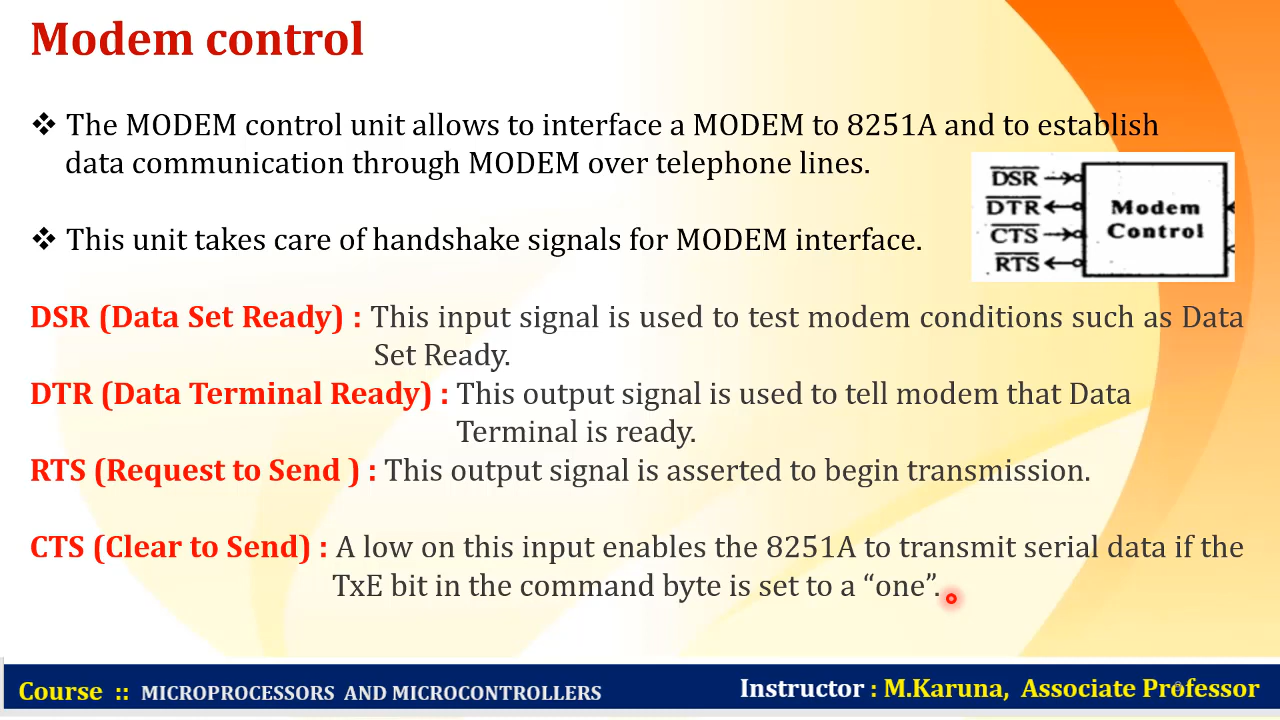 Modem control
❖ The MODEM control unit allows to interface a MODEM to 8251A and to establish
data communication through MODEM over telephone lines.
❖ This unit takes care of handshake signals for MODEM interface.
DSR
DTR
CTS
RTS
Modem
Control
DSR (Data Set Ready) : This input signal is used to test modem conditions such as Data
Set Ready.
DTR (Data Terminal Ready) : This output signal is used to tell modem that Data
Terminal is ready.
RTS (Request to Send ) : This output signal is asserted to begin transmission.
CTS (Clear to Send) : A low on this input enables the 8251A to transmit serial data if the
TxE bit in the command byte is set to a “one”.
Course :: MICROPROCESSORS AND MICROCONTROLLERS
Instructor : M.Karuna, Associate Professor